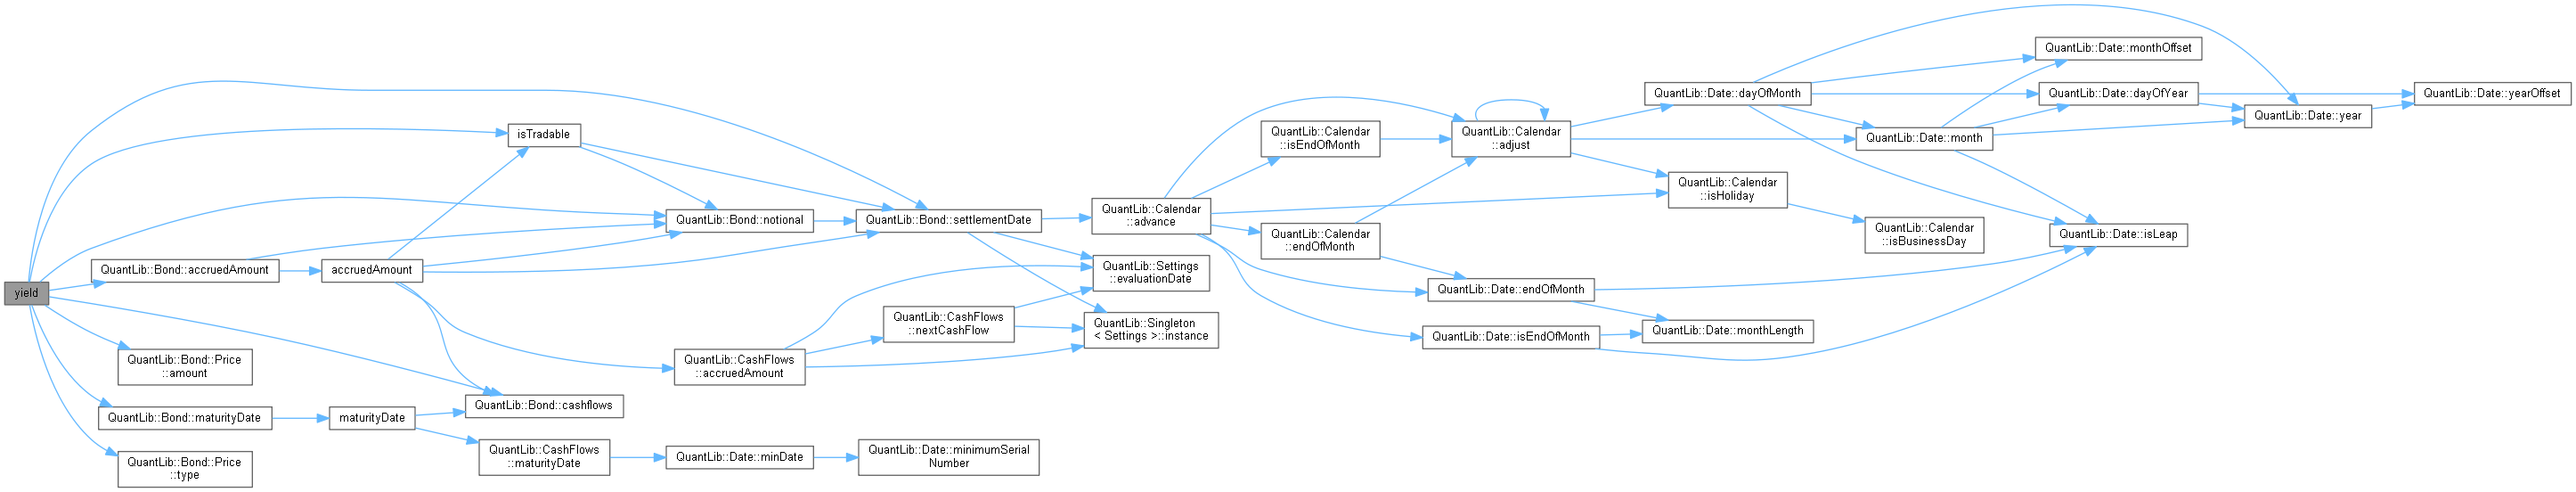 yield
QuantLib::Bond::accruedAmount
QuantLib::Bond::Price
::amount
QuantLib::Bond::maturityDate
QuantLib::Bond::Price
::type
accruedAmount
maturityDate
isTradable
QuantLib::Bond::cashflows
QuantLib::CashFlows
::maturityDate
QuantLib::Bond::notional
QuantLib::CashFlows
::accruedAmount
QuantLib::Date::minDate
QuantLib::Bond::settlementDate
QuantLib::CashFlows
::nextCashFlow
QuantLib::Date::minimumSerial
Number
QuantLib::Calendar
::advance
QuantLib::Settings
::evaluationDate
QuantLib::Singleton
< Settings >::instance
QuantLib::Calendar
::isEndOfMonth
QuantLib::Calendar
::endOfMonth
QuantLib::Calendar
::adjust
QuantLib::Date::endOfMonth
QuantLib::Date::isEndOfMonth
QuantLib::Date::dayOfMonth
QuantLib::Calendar
::isHoliday
QuantLib::Date::monthLength
QuantLib::Date::month
QuantLib::Calendar
::isBusinessDay
QuantLib::Date::monthOffset
QuantLib::Date::dayOfYear
QuantLib::Date::isLeap
QuantLib::Date::year
QuantLib::Date::yearOffset